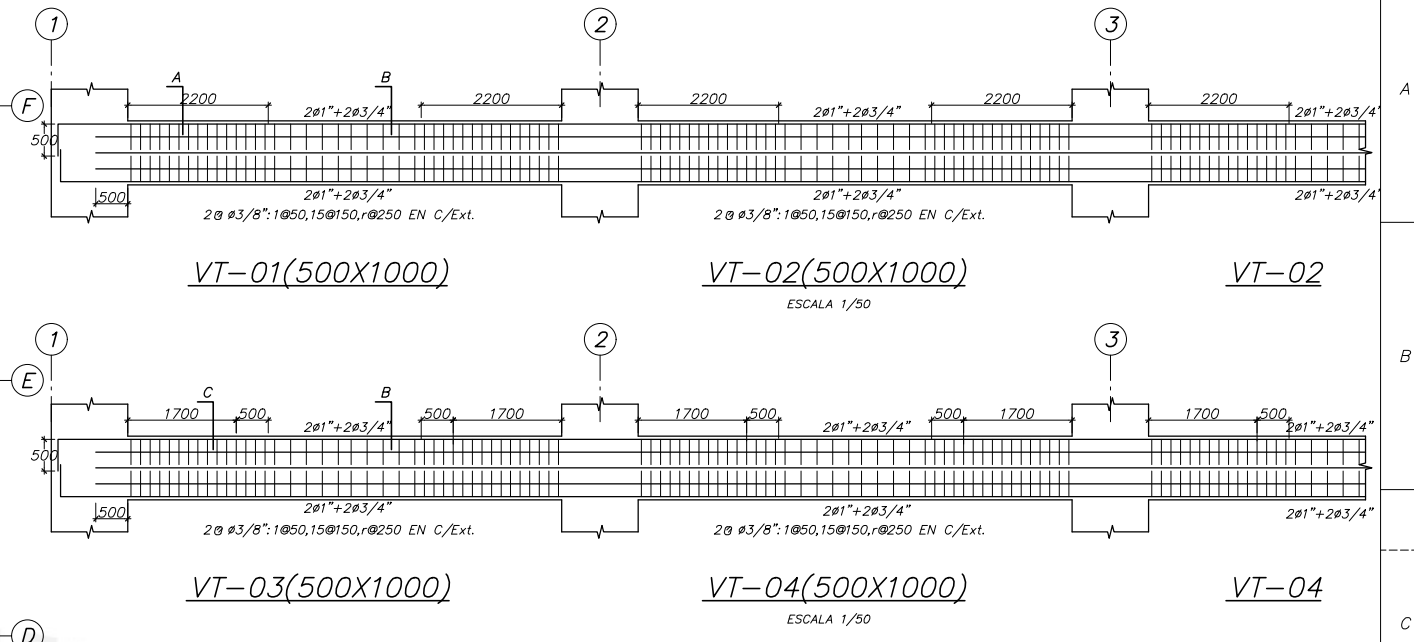 1 2 3
A
F
A B
2200 2200 2200 2200 2200
2ø1"+2ø3/4" 2ø1"+2ø3/4" 2ø1"+2ø3/4"
500
500
2ø1"+2ø3/4" 2ø1"+2ø3/4" 2ø1"+2ø3/4"
ø3/8":1@50,15@150,r@250 EN C/Ext. ø3/8":1@50,15@150,r@250 EN C/Ext.
VT-01(500X1000) VT-02(500X1000) VT-02
ESCALA 1/50
1 2 3
B
E
C B
1700 500 500 1700 1700 500 500 1700 1700 500
2ø1"+2ø3/4" 2ø1"+2ø3/4" 2ø1"+2ø3/4"
500
500
2ø1"+2ø3/4" 2ø1"+2ø3/4" 2ø1"+2ø3/4"
ø3/8":1@50,15@150,r@250 EN C/Ext. ø3/8":1@50,15@150,r@250 EN C/Ext.
VT-03(500X1000) VT-04(500X1000) VT-04
ESCALA 1/50
C
D